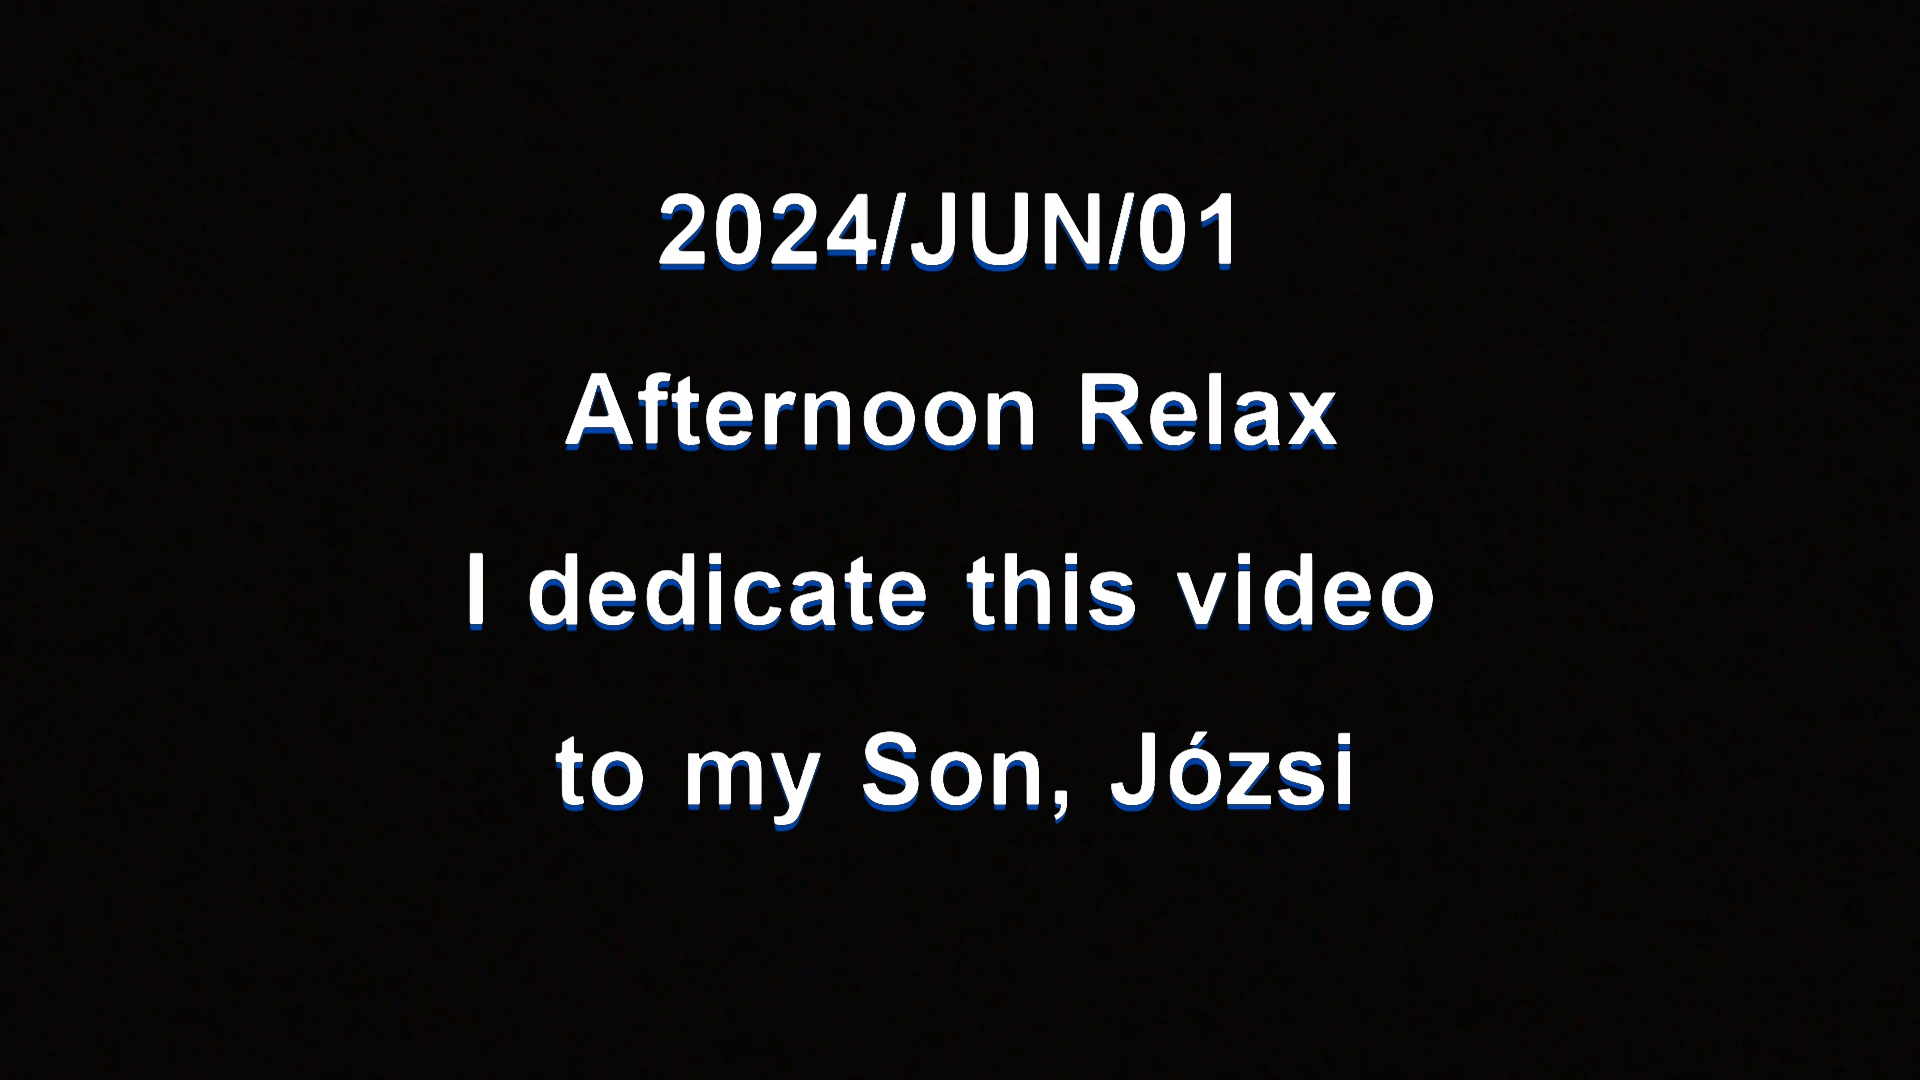 2024/JUN/01
Afternoon Relax
I dedicate this video
to my Son, Józsi